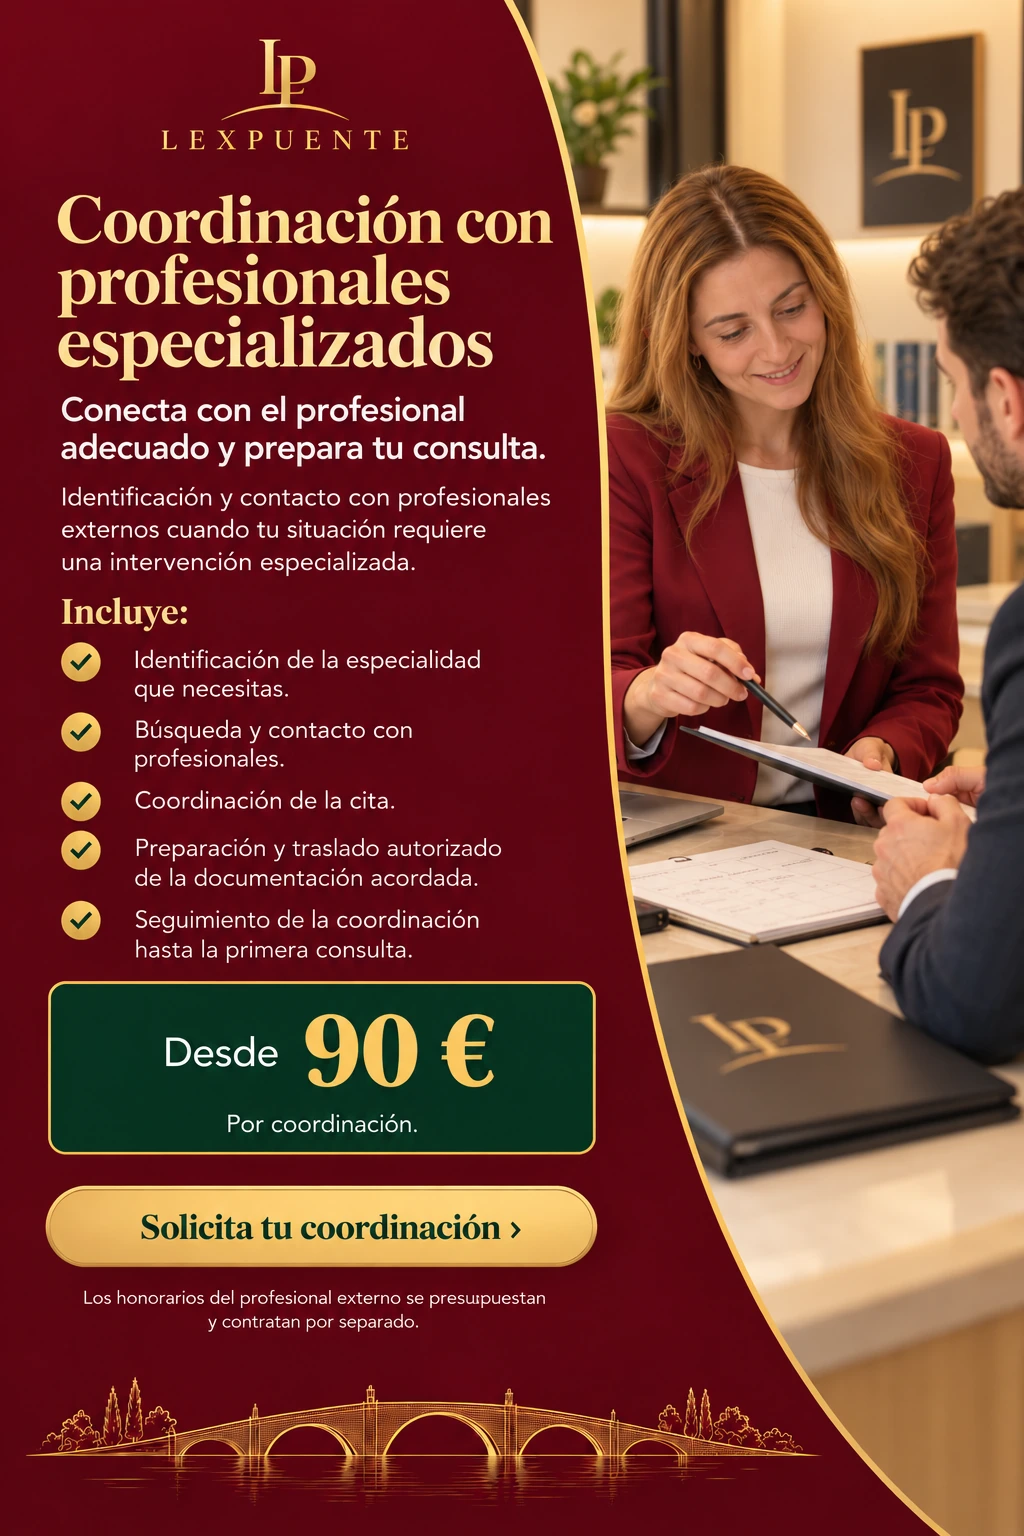 LP
LEXPUENTE
Coordinación con
profesionales
especializados
Conecta con el profesional
adecuado y prepara tu consulta.
Identificación y contacto con profesionales
externos cuando tu situación requiere
una intervención especializada.
Incluye:
Identificación de la especialidad
que necesitas.
Búsqueda y contacto con
profesionales.
Coordinación de la cita.
Preparación y traslado autorizado
de la documentación acordada.
Seguimiento de la coordinación
hasta la primera consulta.
Desde 90 €
Por coordinación.
Solicita tu coordinación ›
Los honorarios del profesional externo se presuıpuestan
y contratan por separado.
LP
LP